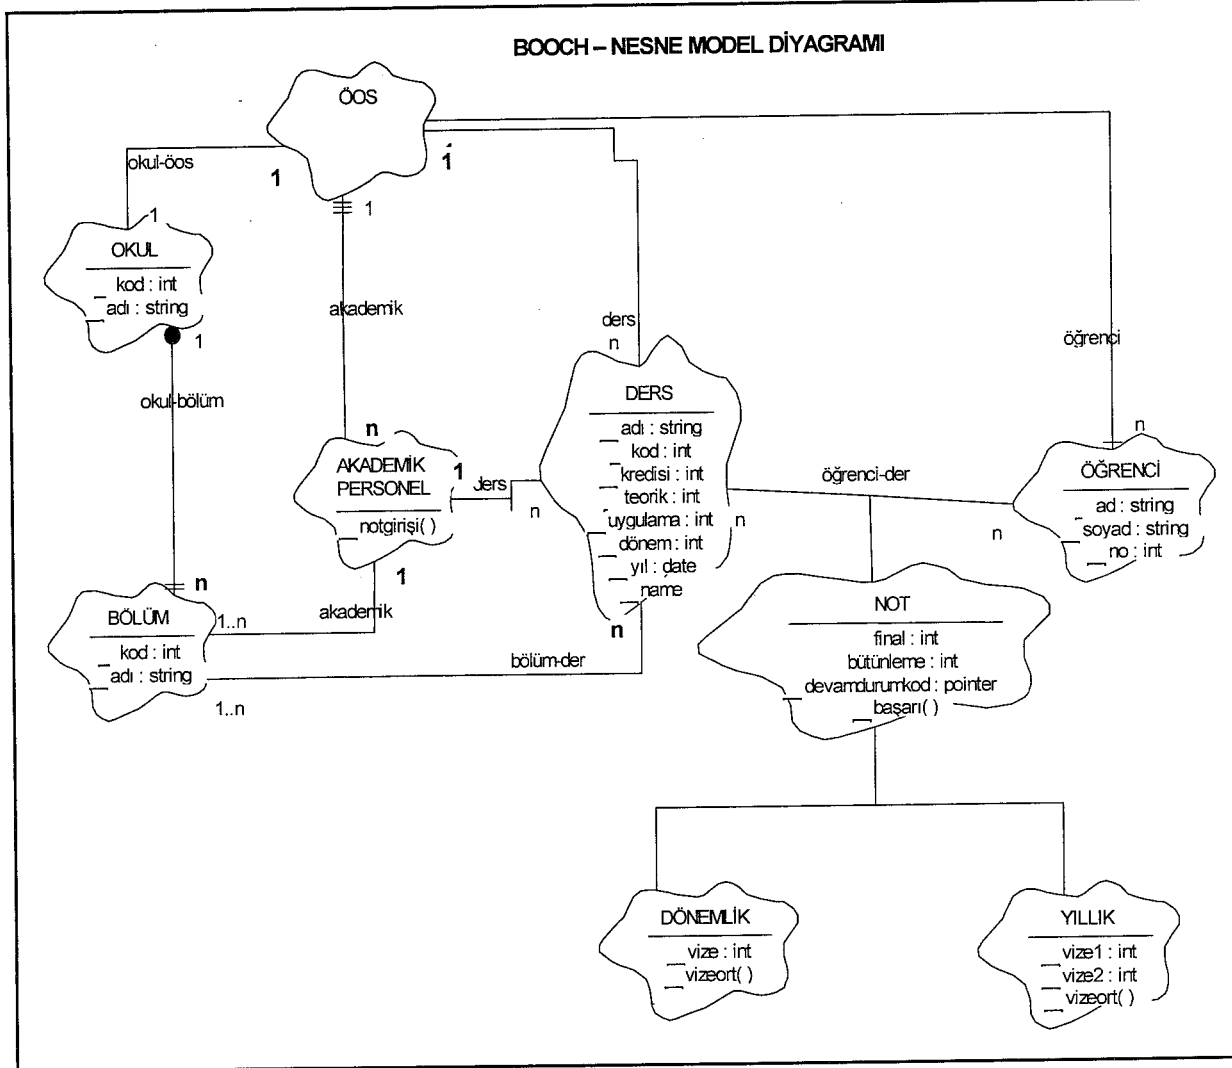 BOOCH – NESNE MODEL DİYAGRAMI
ÖOS
okul-öos
1
1
1
1
OKUL
kod : int
adı : string
1
akademik
ders
n
öğrenci
n
okul-bölüm
DERS
adı : string
kod : int
kredisi : int
teorik : int
uygulama : int
dönem : int
yıl : date
name
n
AKADEMİK
PERSONEL
notgirişi( )
1
n
öğrenci-der
n
n
ÖĞRENCİ
ad : string
soyad : string
no : int
n
1
akademik
BÖLÜM
kod : int
adı : string
1..n
1..n
bölüm-der
n
NOT
final : int
bütünleme : int
devamdurumkod : pointer
başarı( )
DÖNEMLİK
vize : int
vizeort( )
YILLIK
vize1 : int
vize2 : int
vizeort( )